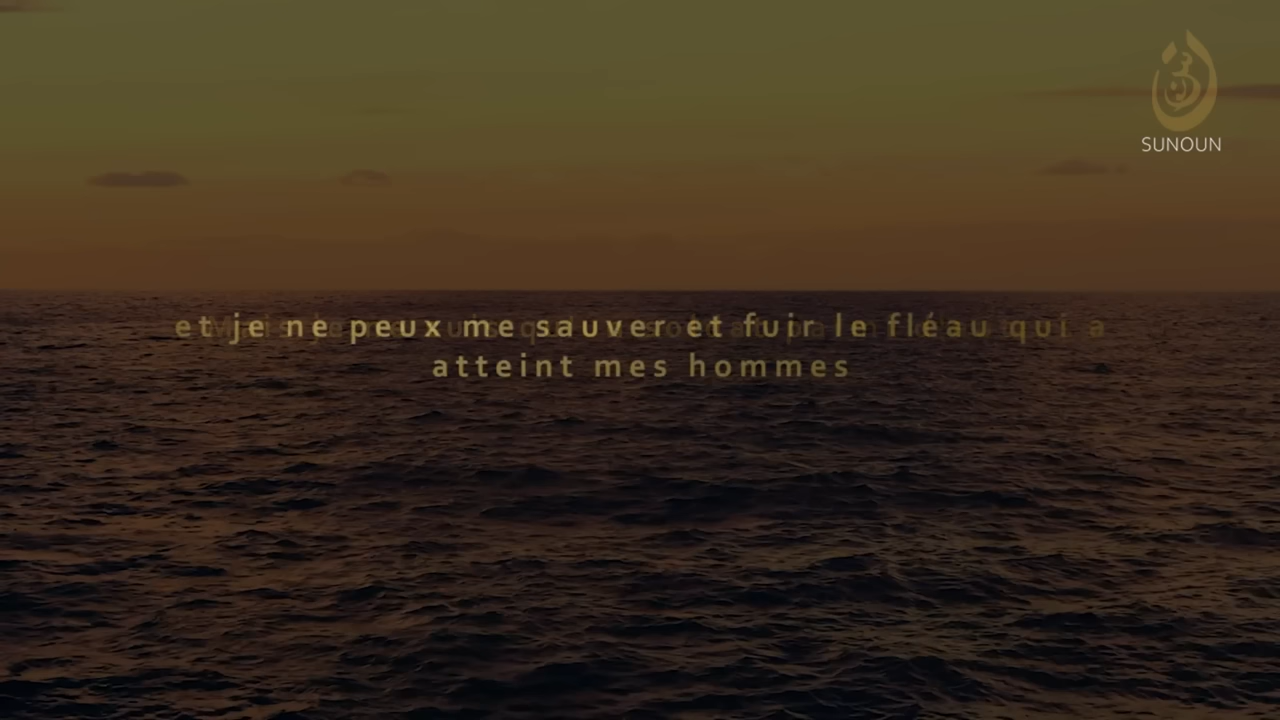 SUNOUN
et je ne peux me sauver et fuir le fléau qui a
atteint mes hommes